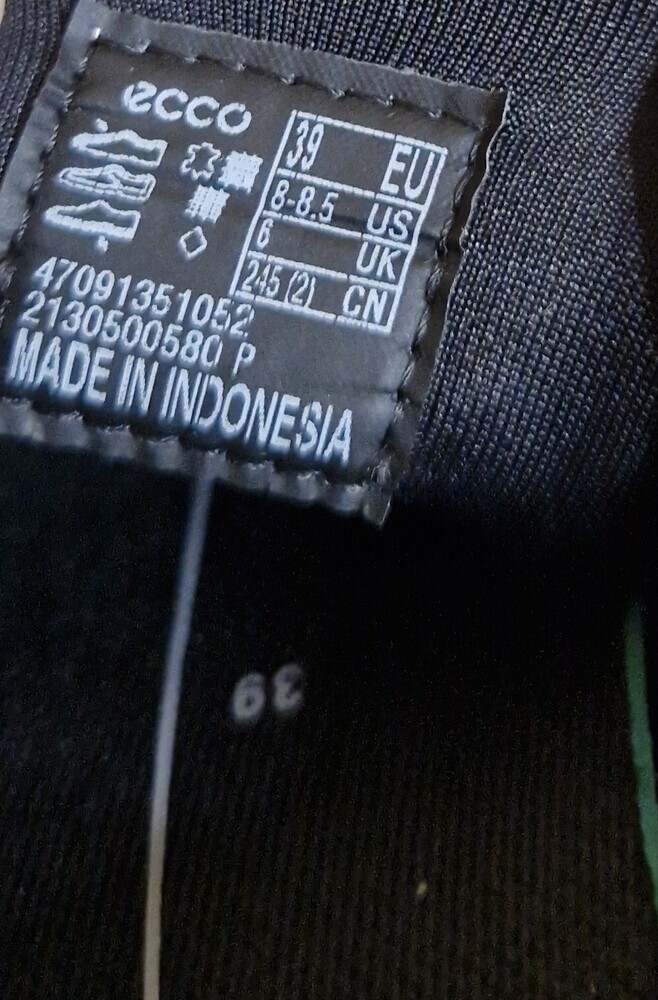 ecco
39 EU
8-8.5 US
6 UK
245 (2) CN
47091351052
2130500580 P
MADE IN INDONESIA
39